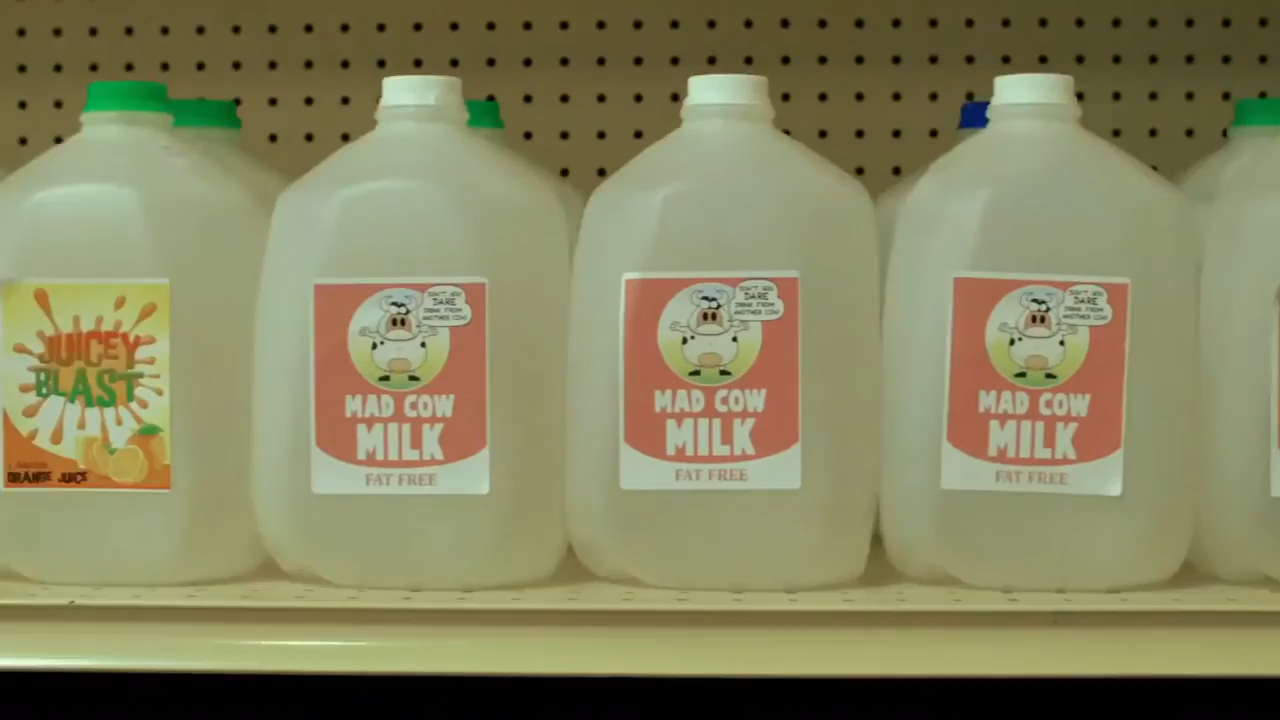 JUICEY
BLAST
ORANGE JUICE
DON'T YOU
DARE
DRINK FROM
ANOTHER COW
MAD COW
MILK
FAT FREE
DON'T YOU
DARE
DRINK FROM
ANOTHER COW
MAD COW
MILK
FAT FREE
DON'T YOU
DARE
DRINK FROM
ANOTHER COW
MAD COW
MILK
FAT FREE